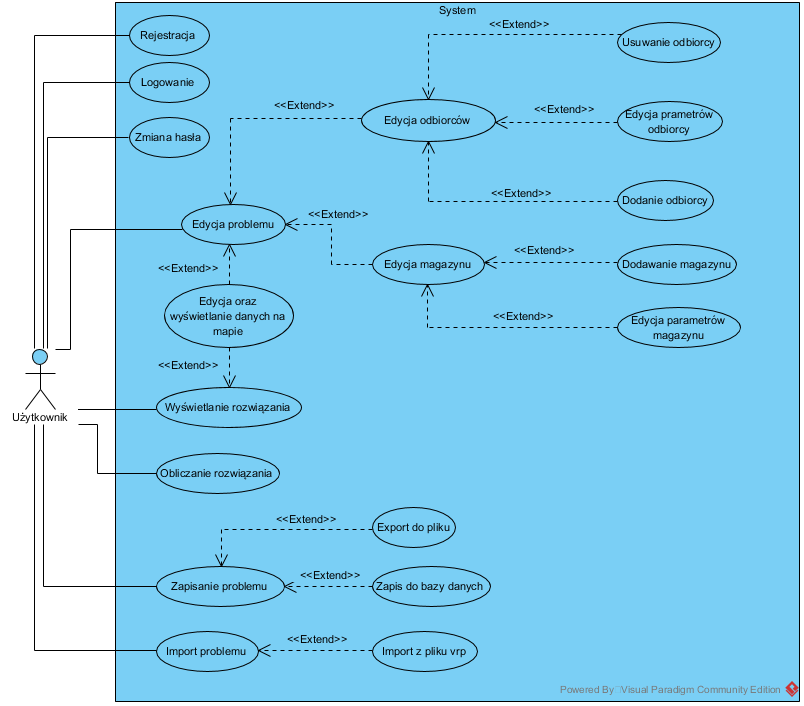 System
<<Extend>>
Rejestracja
Usuwanie odbiorcy
Logowanie
<<Extend>>
<<Extend>>
Edycja prametrów
odbiorcy
Edycja odbiorców
Zmiana hasła
<<Extend>>
Dodanie odbiorcy
<<Extend>>
Edycja problemu
<<Extend>>
Dodawanie magazynu
Edycja magazynu
<<Extend>>
Edycja oraz
wyświetlanie danych na
mapie
<<Extend>>
Edycja parametrów
magazynu
<<Extend>>
Wyświetlanie rozwiązania
Użytkownik
Obliczanie rozwiązania
<<Extend>>
Export do pliku
<<Extend>>
Zapisanie problemu
Zapis do bazy danych
<<Extend>>
Import problemu
Import z pliku vrp
Powered By Visual Paradigm Community Edition